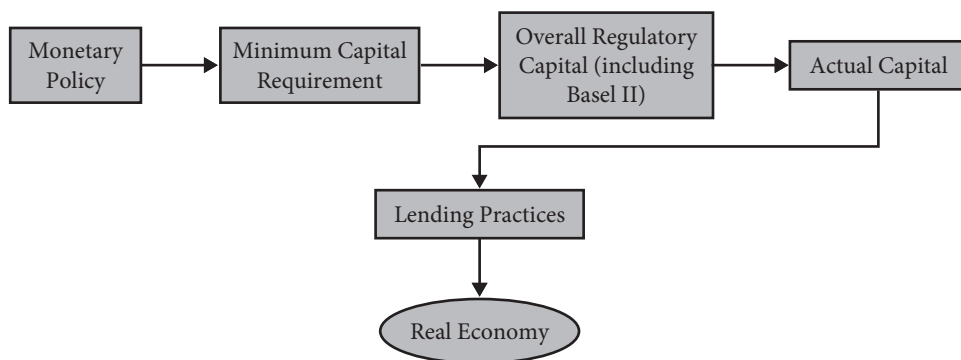 Monetary
Policy
Minimum Capital
Requirement
Overall Regulatory
Capital (including
Basel II)
Actual Capital
Lending Practices
Real Economy